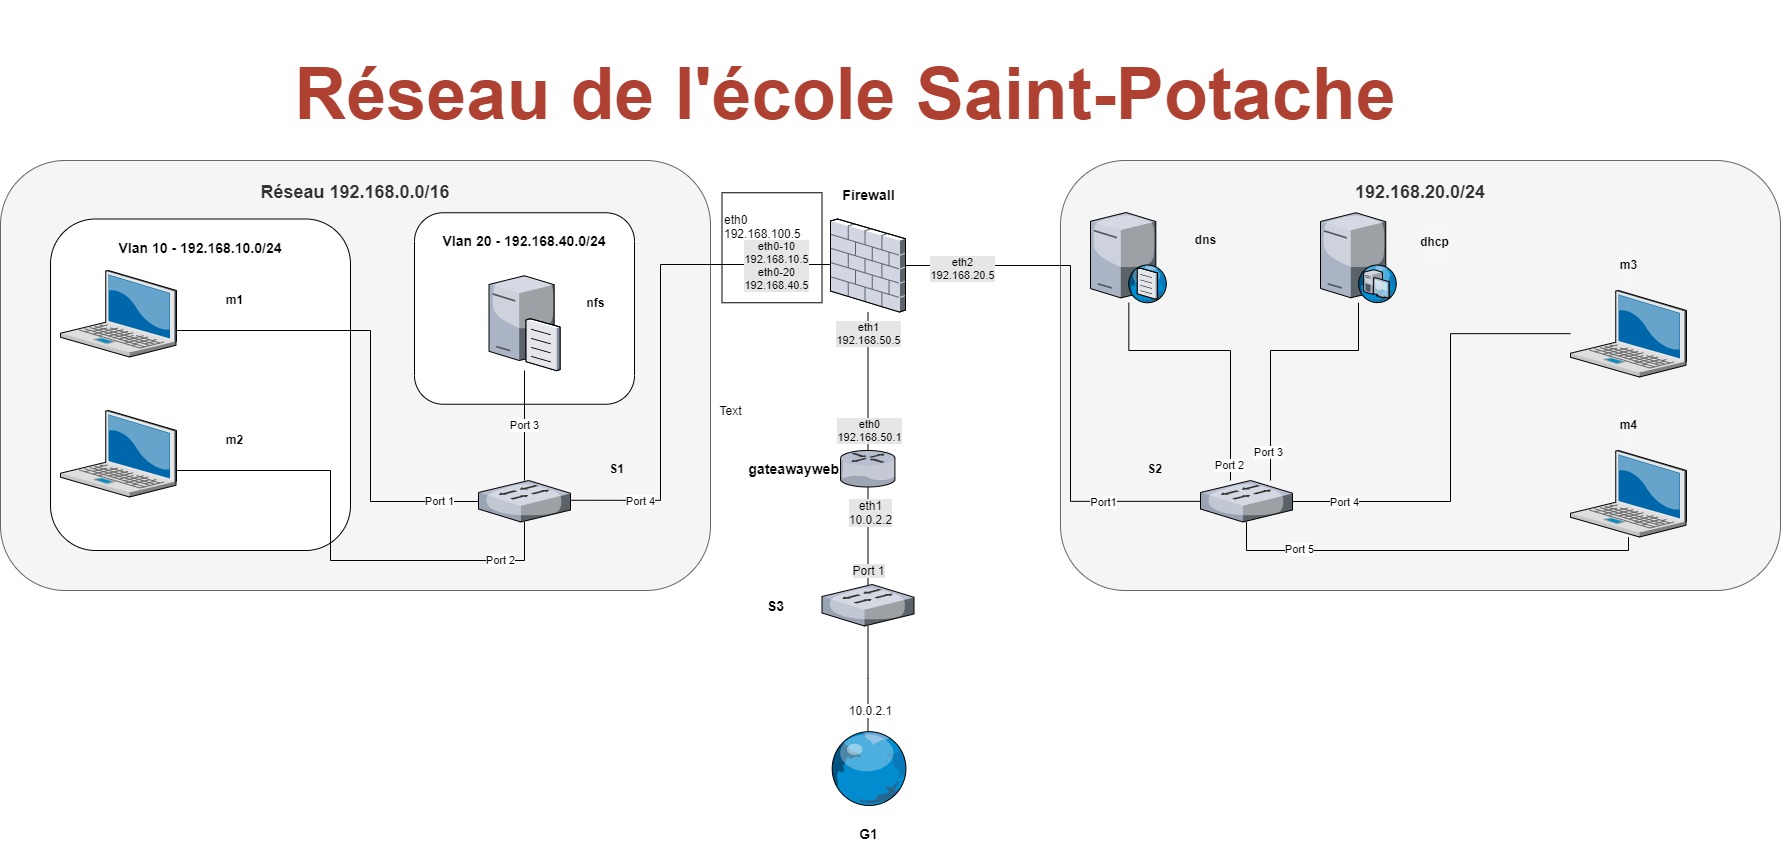 Réseau de l'école Saint-Potache
Réseau 192.168.0.0/16
Vlan 10 - 192.168.10.0/24
m1
m2
Vlan 20 - 192.168.40.0/24
nfs
Port 3
S1
Port 1
Port 4
Port 2
eth0
192.168.100.5
eth0-10
192.168.10.5
eth0-20
192.168.40.5
Firewall
eth2
192.168.20.5
eth1
192.168.50.5
Text
eth0
192.168.50.1
gateawayweb
eth1
10.0.2.2
Port 1
S3
10.0.2.1
G1
192.168.20.0/24
dns
dhcp
m3
m4
S2
Port 2
Port 3
Port1
Port 4
Port 5